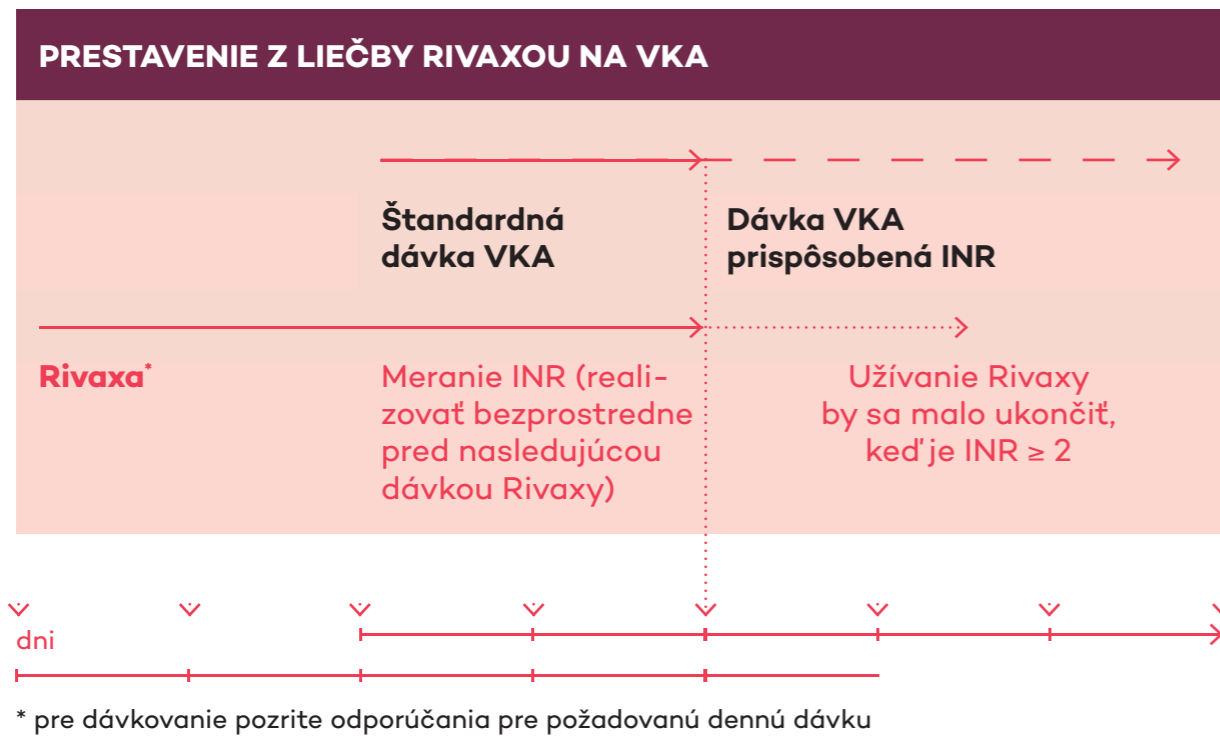 PRESTAVENIE Z LIEČBY RIVAXOU NA VKA
Štandardná
dávka VKA
Dávka VKA
prispôsobená INR
Rivaxa*
Meranie INR (reali-
zovať bezprostredne
pred nasledujúcou
dávkou Rivaxy)
Užívanie Rivaxy
by sa malo ukončiť,
keď je INR ≥ 2
dni
* pre dávkovanie pozrite odporúčania pre požadovanú dennú dávku